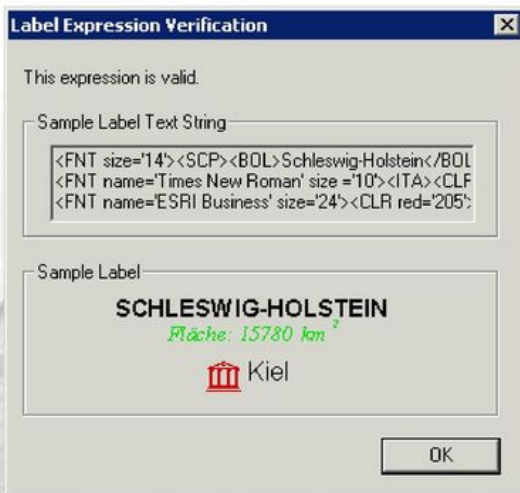 Label Expression Verification
This expression is valid.
Sample Label Text String
<FNT size='14'><SCP><BOL>Schleswig-Holstein</BOL
<FNT name='Times New Roman' size ='10'><ITA><CLF
<FNT name='ESRI Business' size='24'><CLR red='205';
Sample Label
SCHLESWIG-HOLSTEIN
Fläche: 15780 km ²
Kiel
OK